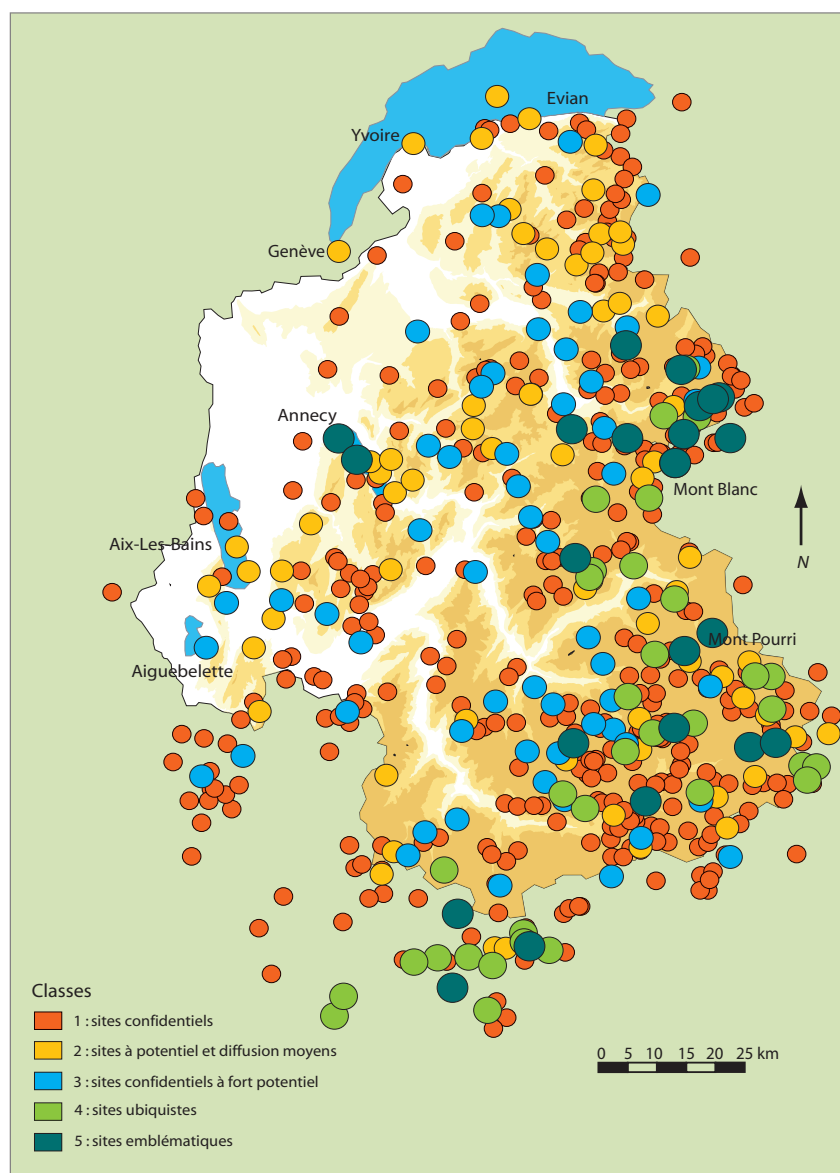 Evian
Yvoire
Genève
Annecy
Mont Blanc
Aix-Les-Bains
N
Mont Pourri
Aiguebelette
Classes
1 : sites confidentiels
2 : sites à potentiel et diffusion moyens
3 : sites confidentiels à fort potentiel
4 : sites ubiquistes
5 : sites emblématiques
0 5 10 15 20 25 km